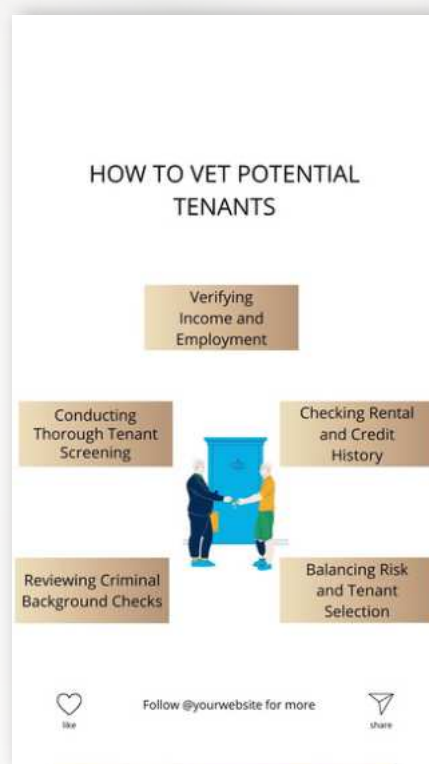 HOW TO VET POTENTIAL
TENANTS
Verifying
Income and
Employment
Conducting
Thorough Tenant
Screening
Checking Rental
and Credit
History
Reviewing Criminal
Background Checks
Balancing Risk
and Tenant
Selection
like
Follow @yourwebsite for more
share